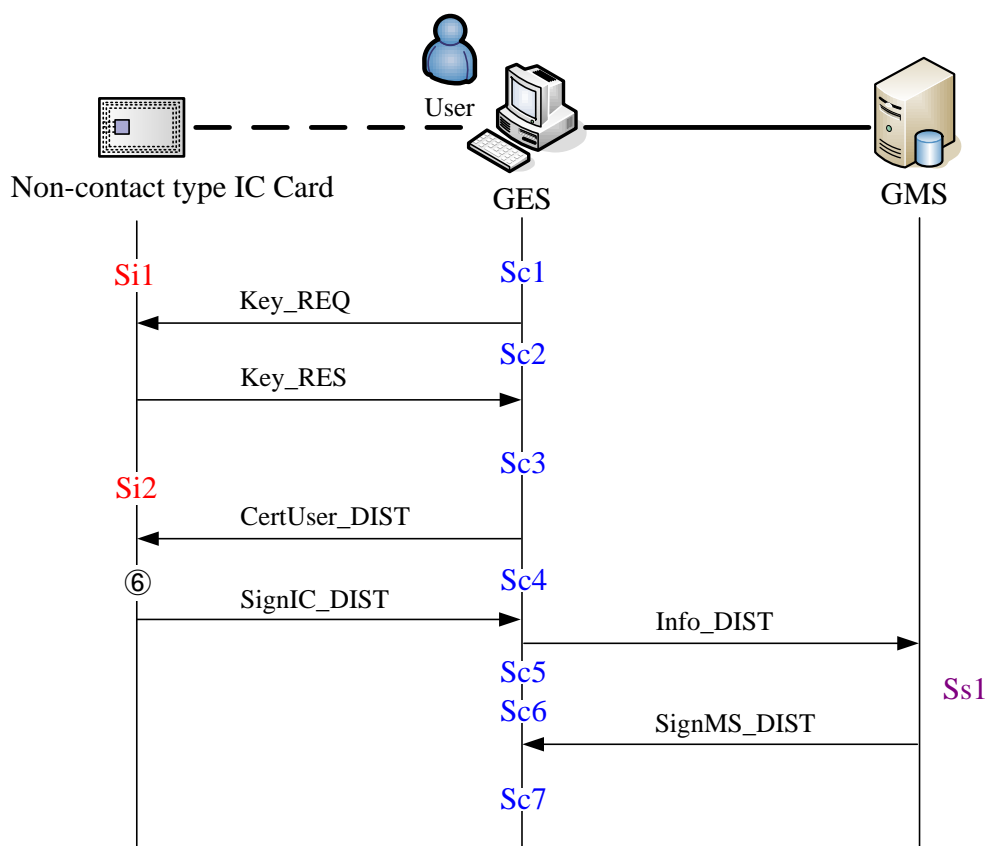 User
Non-contact type IC Card
GES
GMS
Si1
Sc1
Key_REQ
Sc2
Key_RES
Sc3
Si2
CertUser_DIST
⑥
Sc4
SignIC_DIST
Info_DIST
Sc5
Ss1
Sc6
SignMS_DIST
Sc7